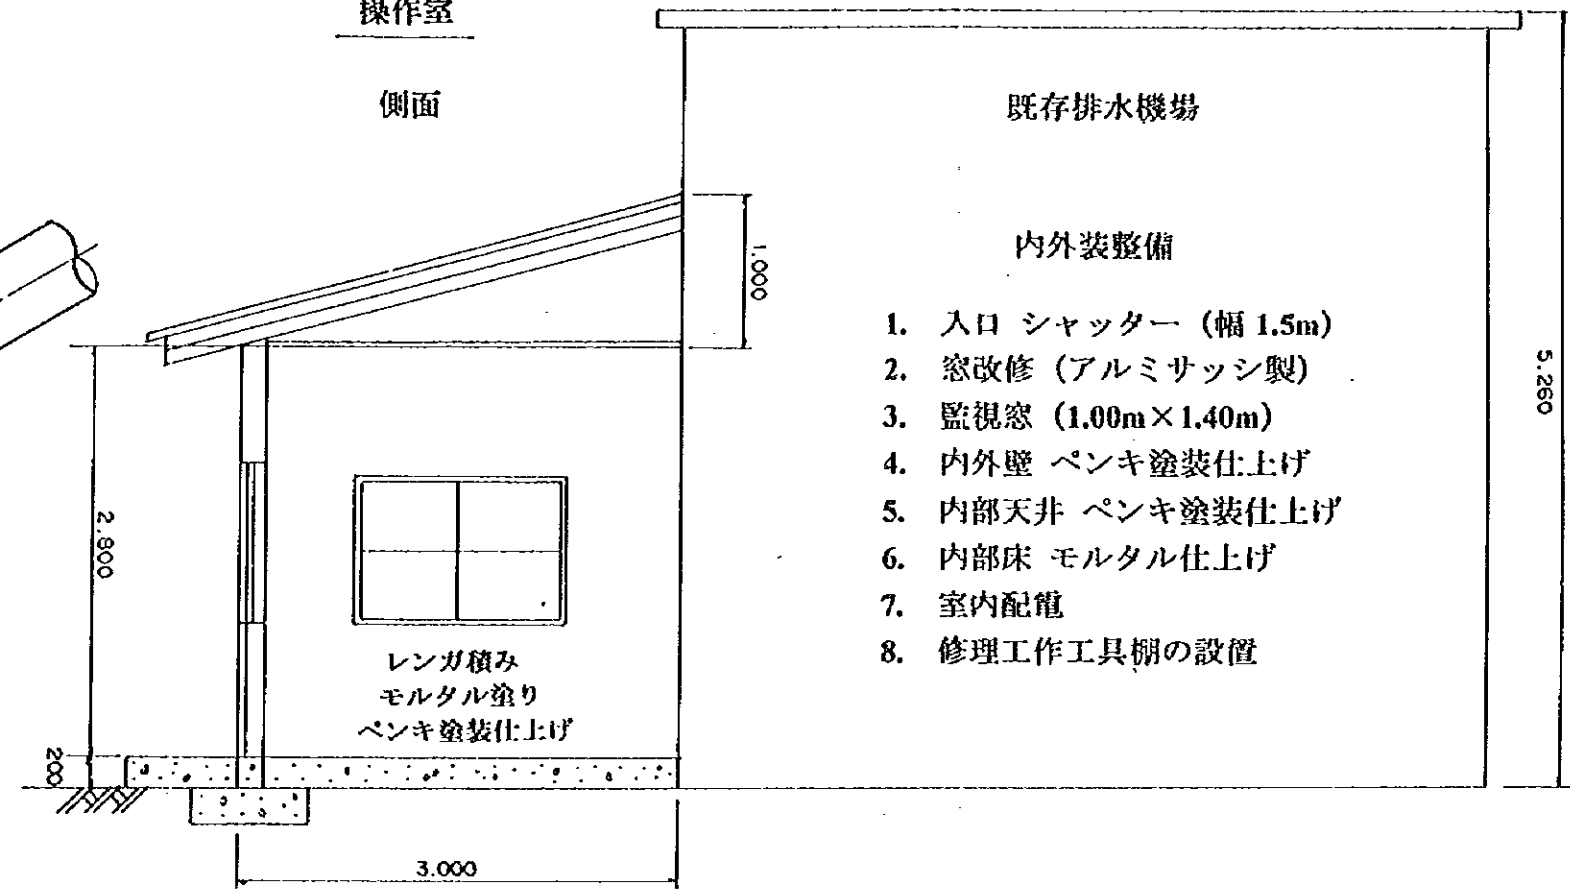 操作室
側面
既存排水機場
内外装整備
1. 入口 シャッター (幅 1.5m)
2. 窓改修 (アルミサッシ製)
3. 監視窓 (1.00m×1.40m)
4. 内外壁 ペンキ塗装仕上げ
5. 内部天井 ペンキ塗装仕上げ
6. 内部床 モルタル仕上げ
7. 室内配電
8. 修理工作工具棚の設置
レンガ積み
モルタル塗り
ペンキ塗装仕上げ
1.000
5.260
2.800
200
3.000